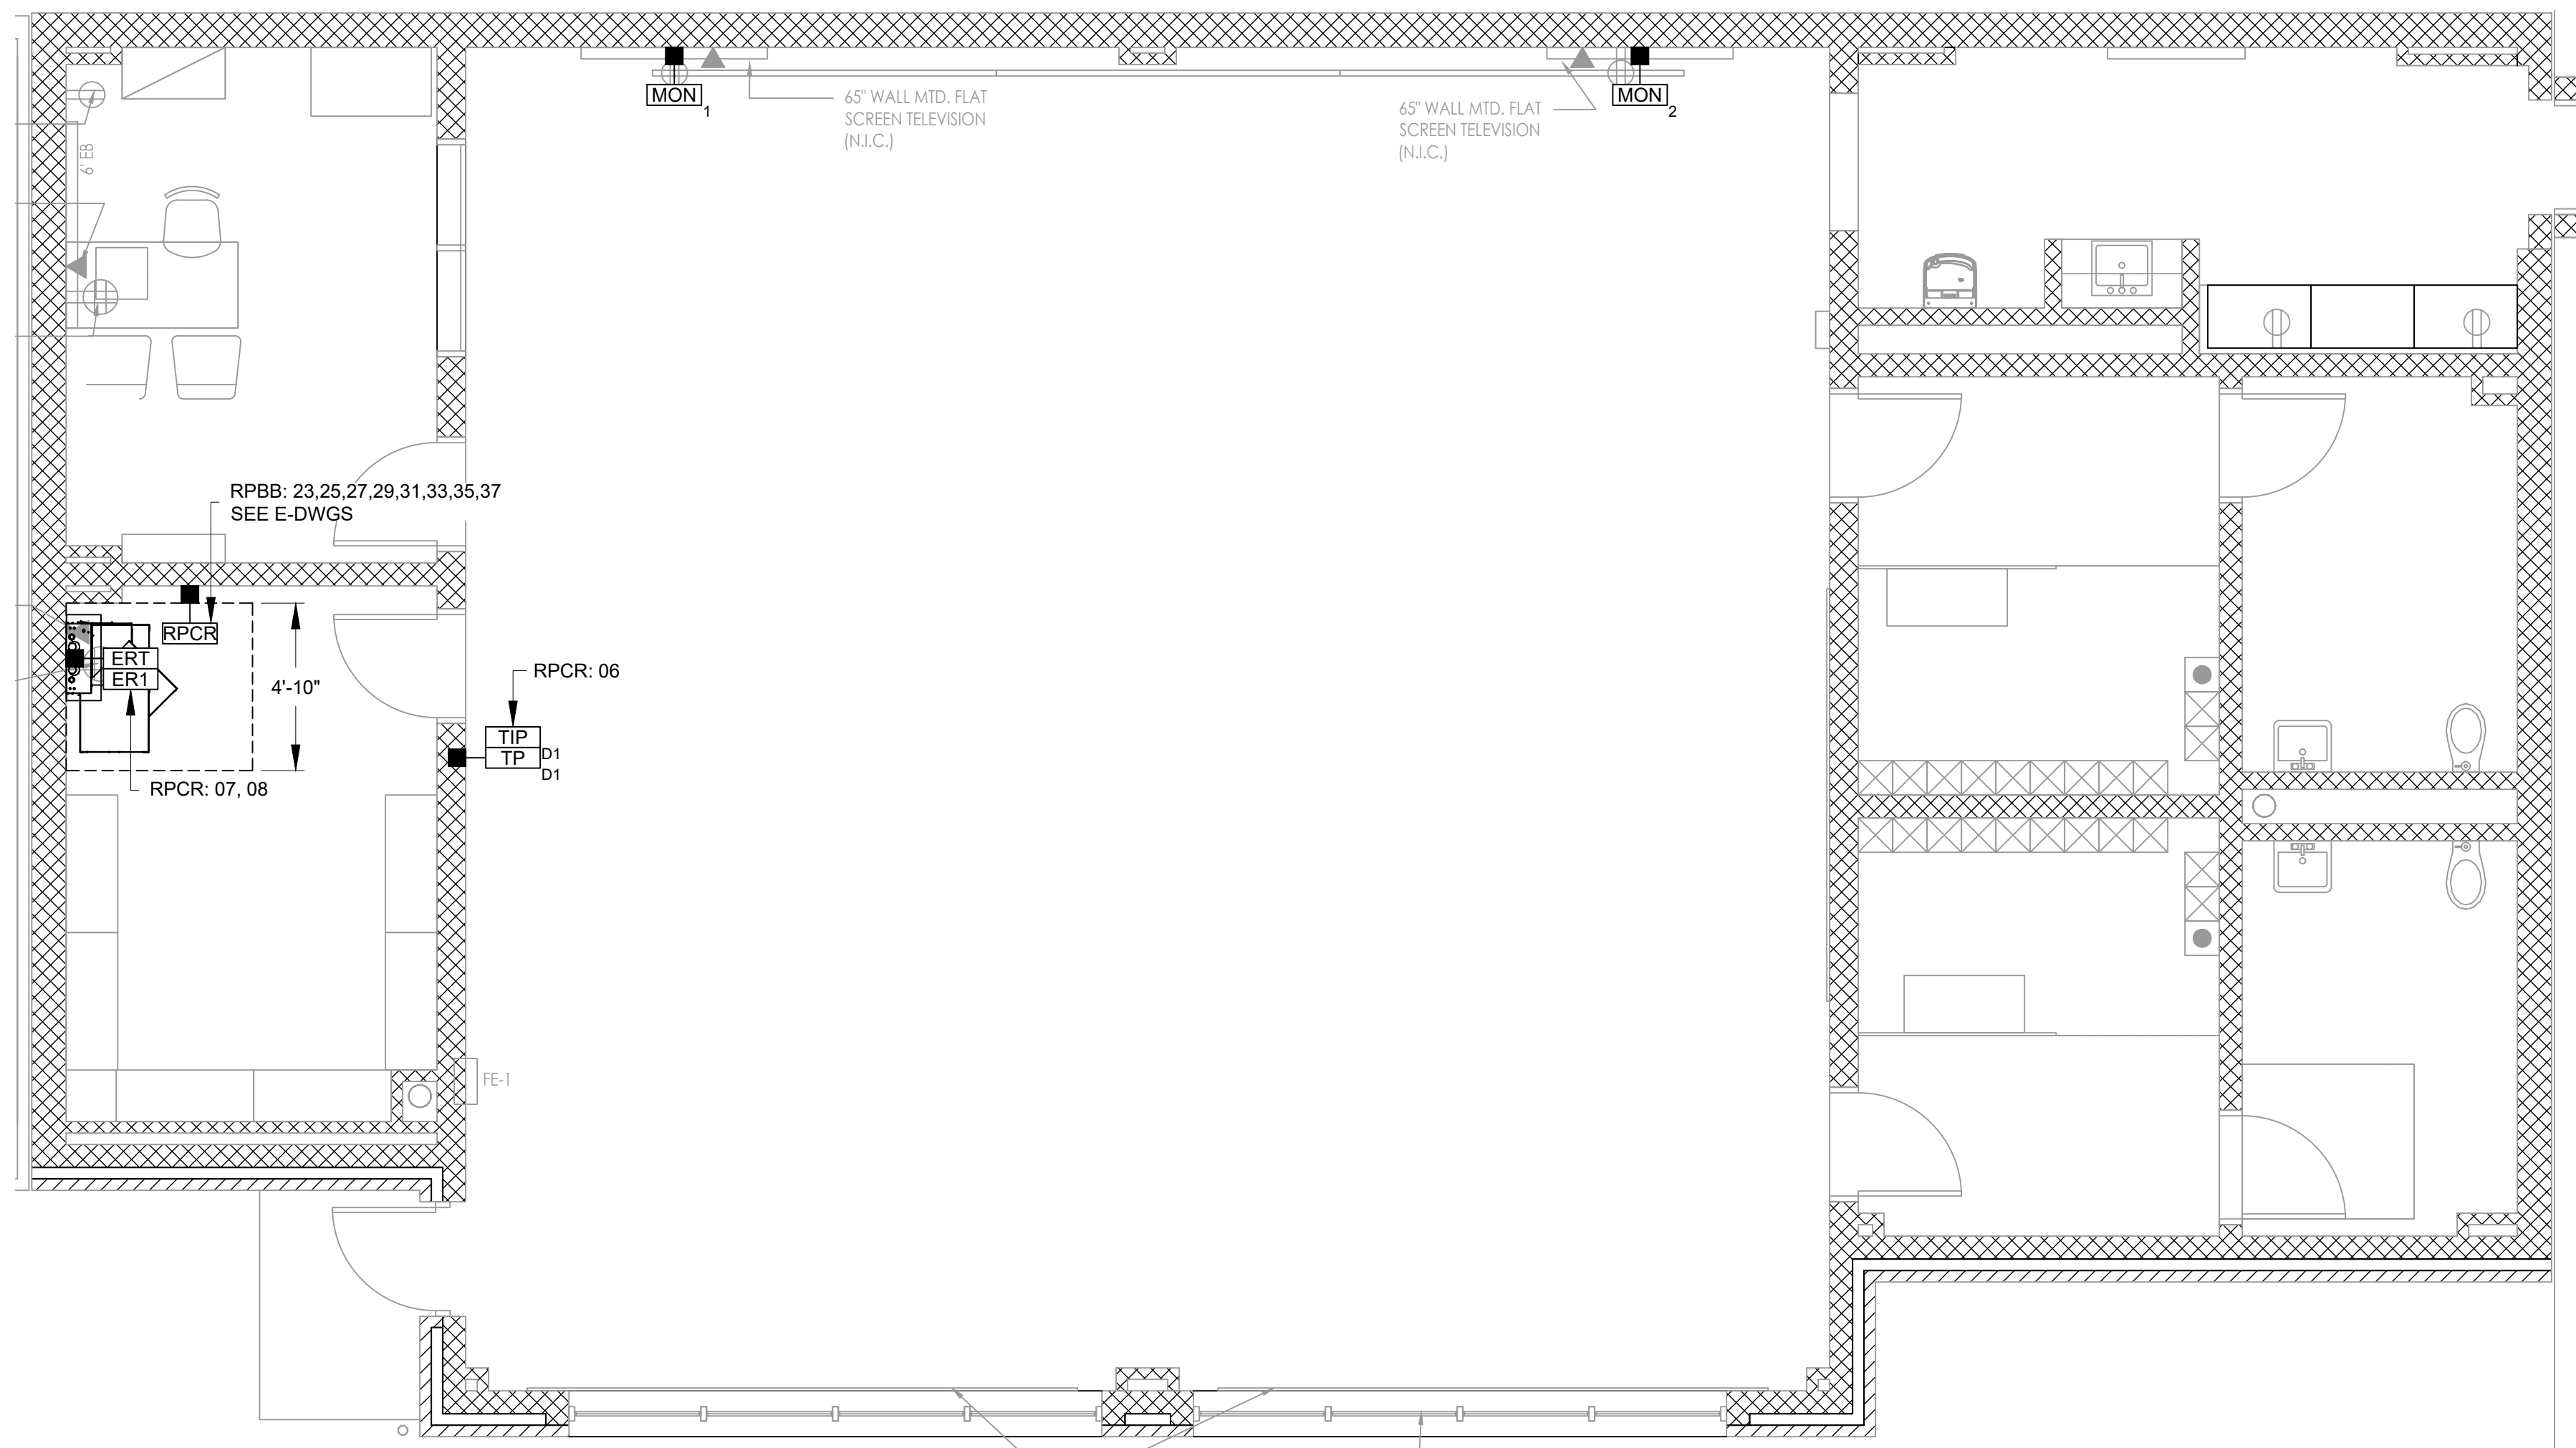 MON
1
65" WALL MTD. FLAT
SCREEN TELEVISION
(N.I.C.)
65" WALL MTD. FLAT
SCREEN TELEVISION
(N.I.C.)
MON
2
6' EB
RPBB: 23,25,27,29,31,33,35,37
SEE E-DWGS
RPCR
ERT
ER1
4'-10"
RPCR: 07, 08
RPCR: 06
TIP
TP
D1
D1
FE-1